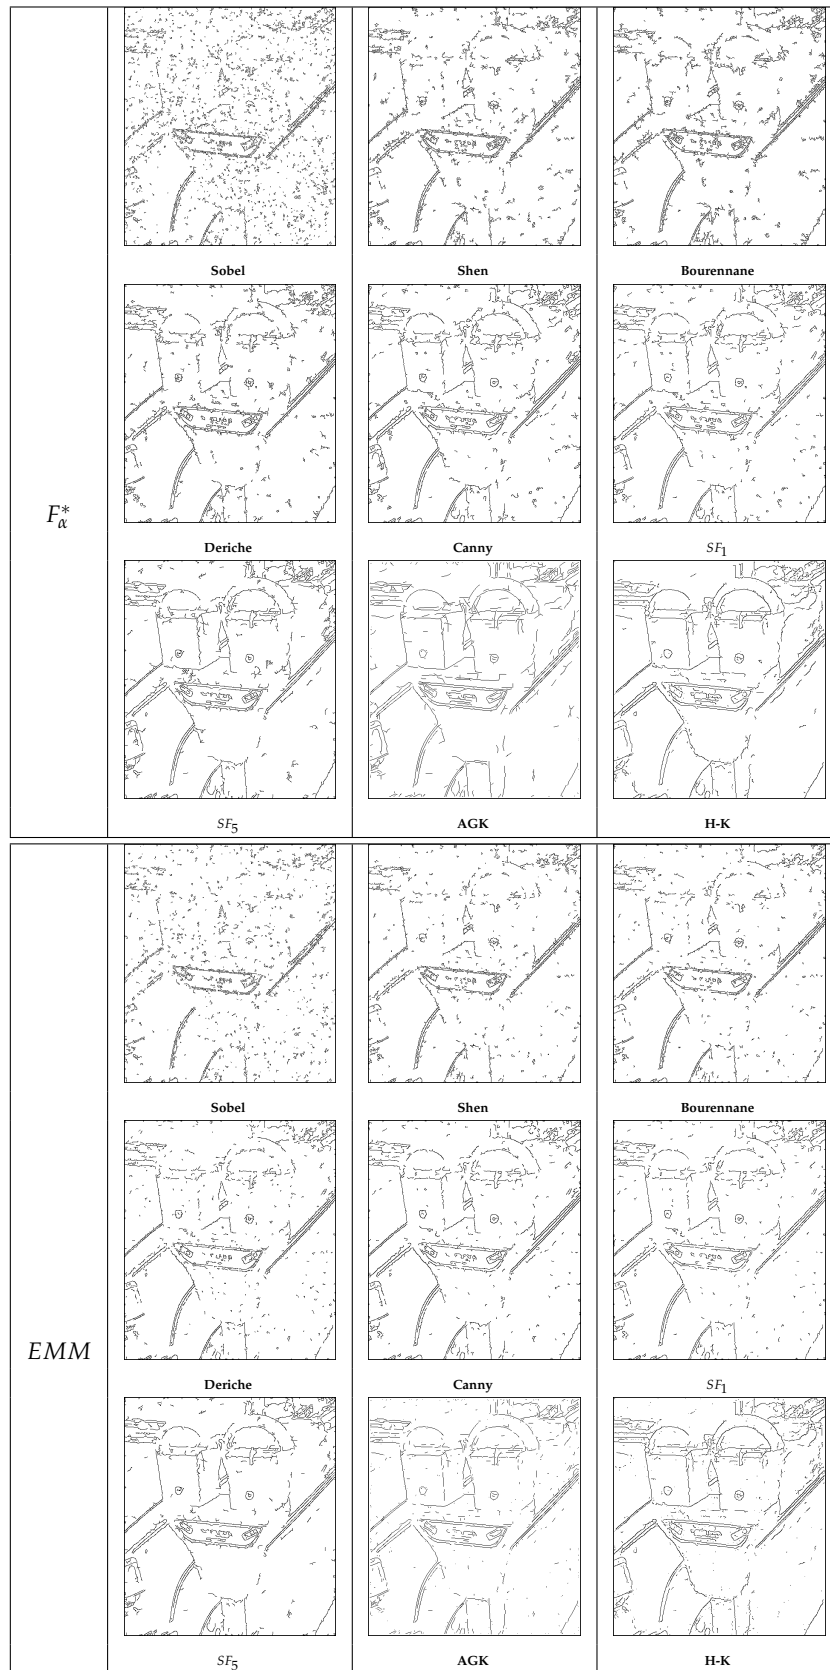 Sobel Shen Bourennane
Deriche Canny SF1
F*α
SF5 AGK H-K
Sobel Shen Bourennane
Deriche Canny SF1
EMM
SF5 AGK H-K